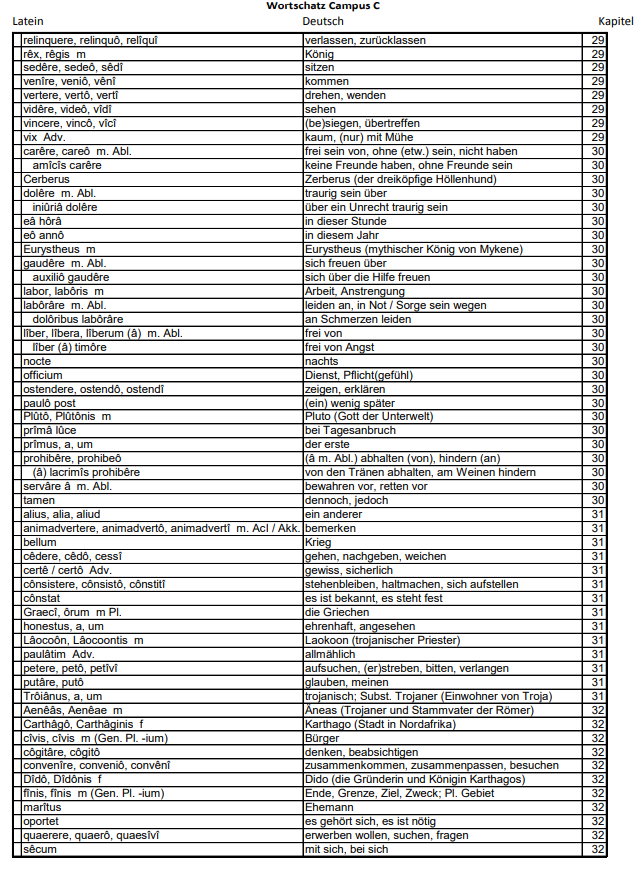 Wortschatz Campus C
Latein Deutsch Kapitel
relinquere, relinquô, relîquî verlassen, zurücklassen 29
rêx, rêgis m König 29
sedêre, sedeô, sêdî sitzen 29
venîre, veniô, vênî kommen 29
vertere, vertô, vertî drehen, wenden 29
vidêre, videô, vîdî sehen 29
vincere, vincô, vîcî (be)siegen, übertreffen 29
vix Adv. kaum, (nur) mit Mühe 29
carêre, careô m. Abl. frei sein von, ohne (etw.) sein, nicht haben 30
amîcîs carêre keine Freunde haben, ohne Freunde sein 30
Cerberus Zerberus (der dreiköpfige Höllenhund) 30
dolêre m. Abl. traurig sein über 30
iniûriâ dolêre über ein Unrecht traurig sein 30
eâ hôrâ in dieser Stunde 30
eô annô in diesem Jahr 30
Eurystheus m Eurystheus (mythischer König von Mykene) 30
gaudêre m. Abl. sich freuen über 30
auxiliô gaudêre sich über die Hilfe freuen 30
labor, labôris m Arbeit, Anstrengung 30
labôrâre m. Abl. leiden an, in Not / Sorge sein wegen 30
dolôribus labôrâre an Schmerzen leiden 30
lîber, lîbera, lîberum (â) m. Abl. frei von 30
lîber (â) timôre frei von Angst 30
nocte nachts 30
officium Dienst, Pflicht(gefühl) 30
ostendere, ostendô, ostendî zeigen, erklären 30
paulô post (ein) wenig später 30
Plûtô, Plûtônis m Pluto (Gott der Unterwelt) 30
prîmâ lûce bei Tagesanbruch 30
prîmus, a, um der erste 30
prohibêre, prohibeô (â m. Abl.) abhalten (von), hindern (an) 30
(â) lacrimîs prohibêre von den Tränen abhalten, am Weinen hindern 30
servâre â m. Abl. bewahren vor, retten vor 30
tamen dennoch, jedoch 30
alius, alia, aliud ein anderer 31
animadvertere, animadvertô, animadvertî m. AcI / Akk. bemerken 31
bellum Krieg 31
cêdere, cêdô, cessî gehen, nachgeben, weichen 31
certê / certô Adv. gewiss, sicherlich 31
cônsistere, cônsistô, cônstitî stehenbleiben, haltmachen, sich aufstellen 31
cônstat es ist bekannt, es steht fest 31
Graecî, ôrum m Pl. die Griechen 31
honestus, a, um ehrenhaft, angesehen 31
Lâocoôn, Lâocoontis m Laokoon (trojanischer Priester) 31
paulâtim Adv. allmählich 31
petere, petô, petîvî aufsuchen, (er)streben, bitten, verlangen 31
putâre, putô glauben, meinen 31
Trôiânus, a, um trojanisch; Subst. Trojaner (Einwohner von Troja) 31
Aenêâs, Aenêae m Äneas (Trojaner und Stammvater der Römer) 32
Carthâgô, Carthâginis f Karthago (Stadt in Nordafrika) 32
cîvis, cîvis m (Gen. Pl. -ium) Bürger 32
côgitâre, côgitô denken, beabsichtigen 32
convenîre, conveniô, convênî zusammenkommen, zusammenpassen, besuchen 32
Dîdô, Dîdônis f Dido (die Gründerin und Königin Karthagos) 32
fînis, fînis m (Gen. Pl. -ium) Ende, Grenze, Ziel, Zweck; Pl. Gebiet 32
marîtus Ehemann 32
oportet es gehört sich, es ist nötig 32
quaerere, quaerô, quaesîvî erwerben wollen, suchen, fragen 32
sêcum mit sich, bei sich 32